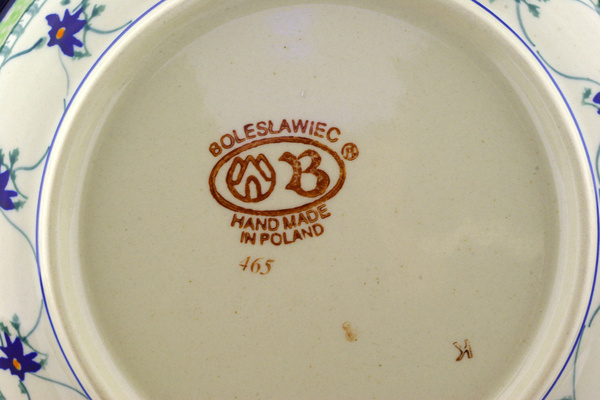 BOLESŁAWIEC ®
B
HAND MADE
IN POLAND
465